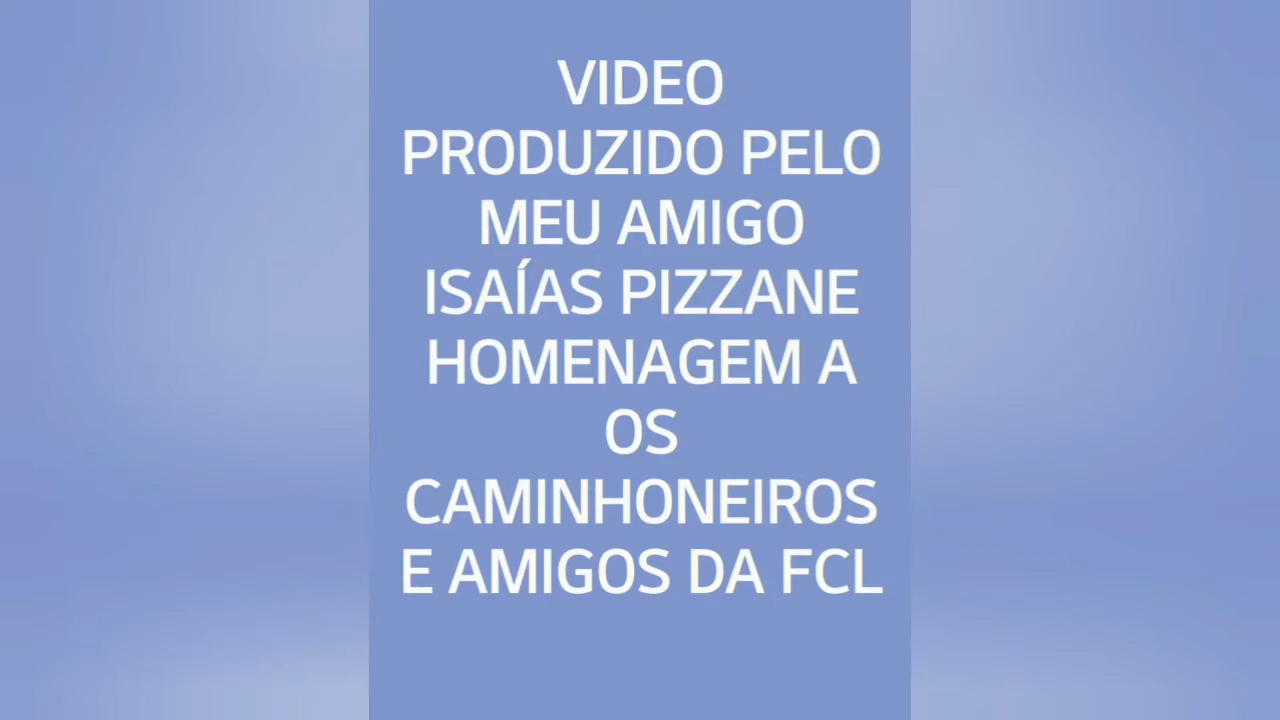 VIDEO
PRODUZIDO PELO
MEU AMIGO
ISAÍAS PIZZANE
HOMENAGEM A
OS
CAMINHONEIROS
E AMIGOS DA FCL